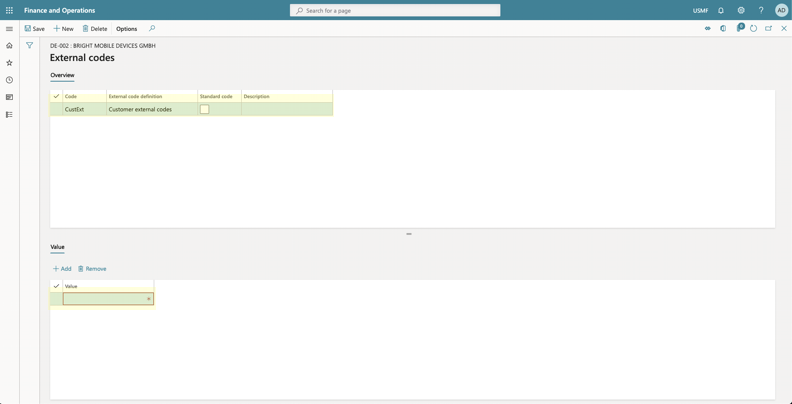 Finance and Operations
Search for a page
USMF
?
AD
Save
New
Delete
Options
0
DE-002 : BRIGHT MOBILE DEVICES GMBH
External codes
Overview
Code
External code definition
Standard code
Description
CustExt
Customer external codes
Value
Add
Remove
Value